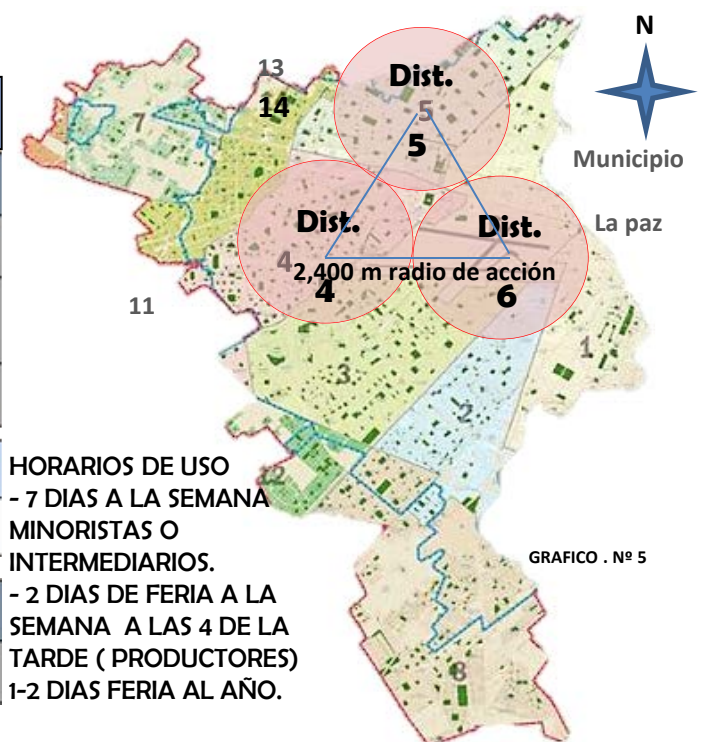 N
Municipio
La paz
13
14
7
Dist.
5
5
Dist.
4
4
Dist.
6
2,400 m radio de acción
11
1
3
2
12
8
HORARIOS DE USO
- 7 DIAS A LA SEMANA
MINORISTAS O
INTERMEDIARIOS.
- 2 DIAS DE FERIA A LA
SEMANA A LAS 4 DE LA
TARDE ( PRODUCTORES)
1-2 DIAS FERIA AL AÑO.
GRAFICO . Nº 5